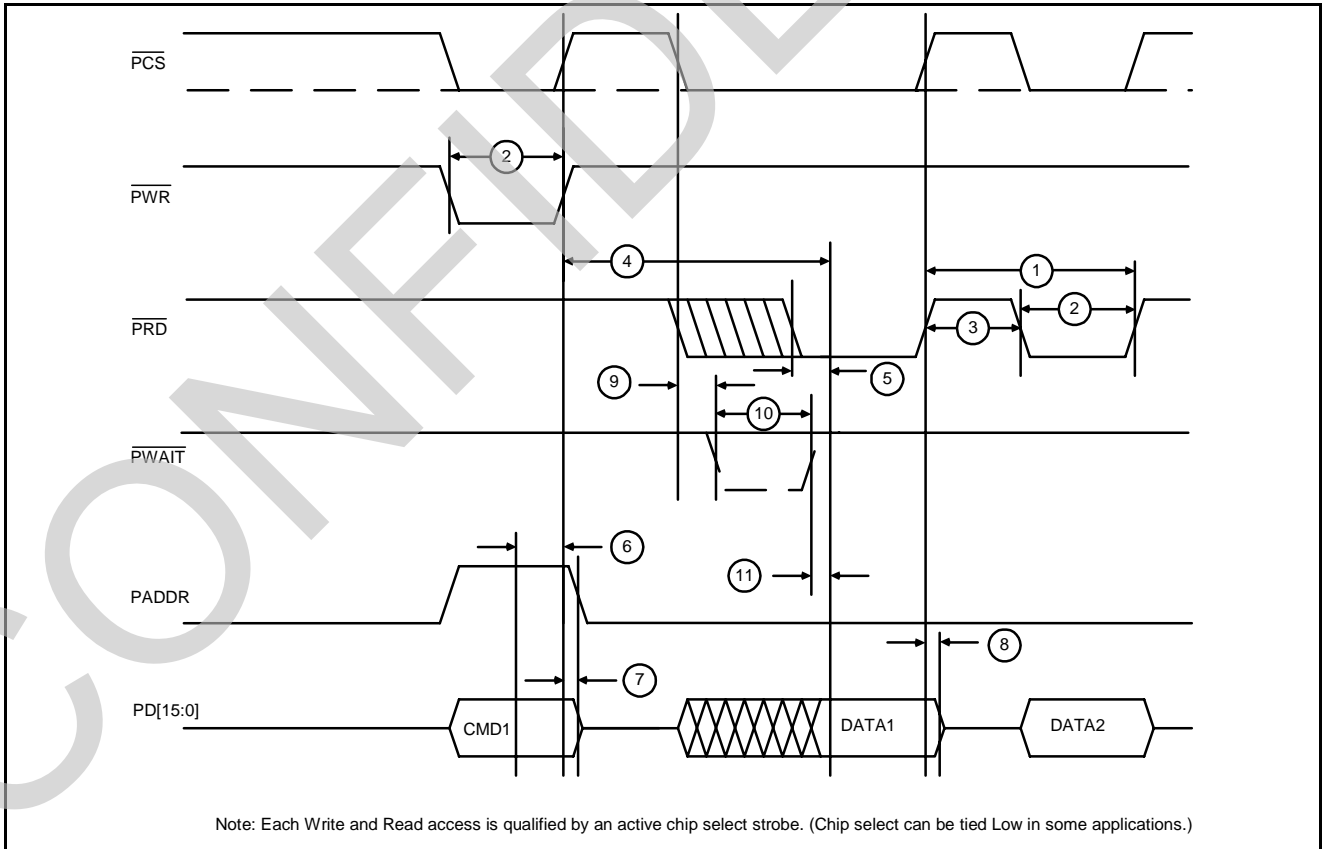 PCS
2
PWR
4
1
PRD
3
2
9
5
10
PWAIT
6
11
PADDR
8
7
PD[15:0]
CMD1
DATA1
DATA2
Note: Each Write and Read access is qualified by an active chip select strobe. (Chip select can be tied Low in some applications.)
CONFIDE